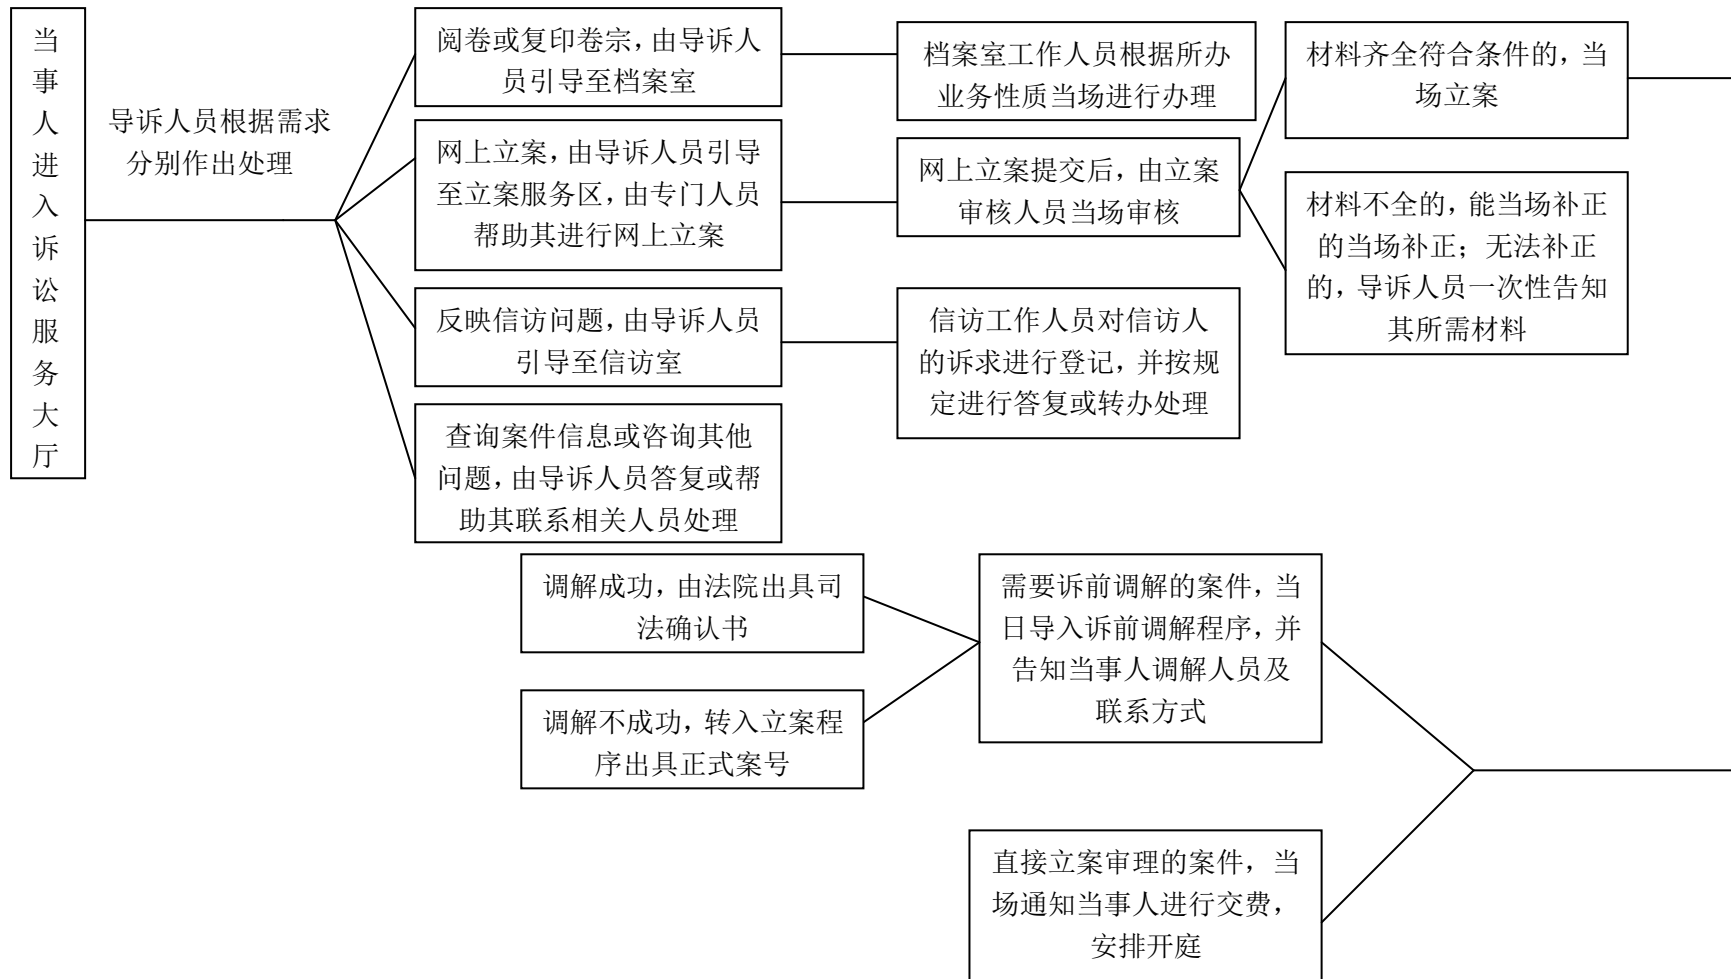 当
事
人
进
入
诉
讼
服
务
大
厅
导诉人员根据需求
分别作出处理
阅卷或复印卷宗，由导诉人
员引导至档案室
网上立案，由导诉人员引导
至立案服务区，由专门人员
帮助其进行网上立案
反映信访问题，由导诉人员
引导至信访室
查询案件信息或咨询其他
问题，由导诉人员答复或帮
助其联系相关人员处理
档案室工作人员根据所办
业务性质当场进行办理
网上立案提交后，由立案
审核人员当场审核
信访工作人员对信访人
的诉求进行登记，并按规
定进行答复或转办处理
材料齐全符合条件的，当
场立案
材料不全的，能当场补正
的当场补正；无法补正
的，导诉人员一次性告知
其所需材料
调解成功，由法院出具司
法确认书
调解不成功，转入立案程
序出具正式案号
需要诉前调解的案件，当
日导入诉前调解程序，并
告知当事人调解人员及
联系方式
直接立案审理的案件，当
场通知当事人进行交费，
安排开庭